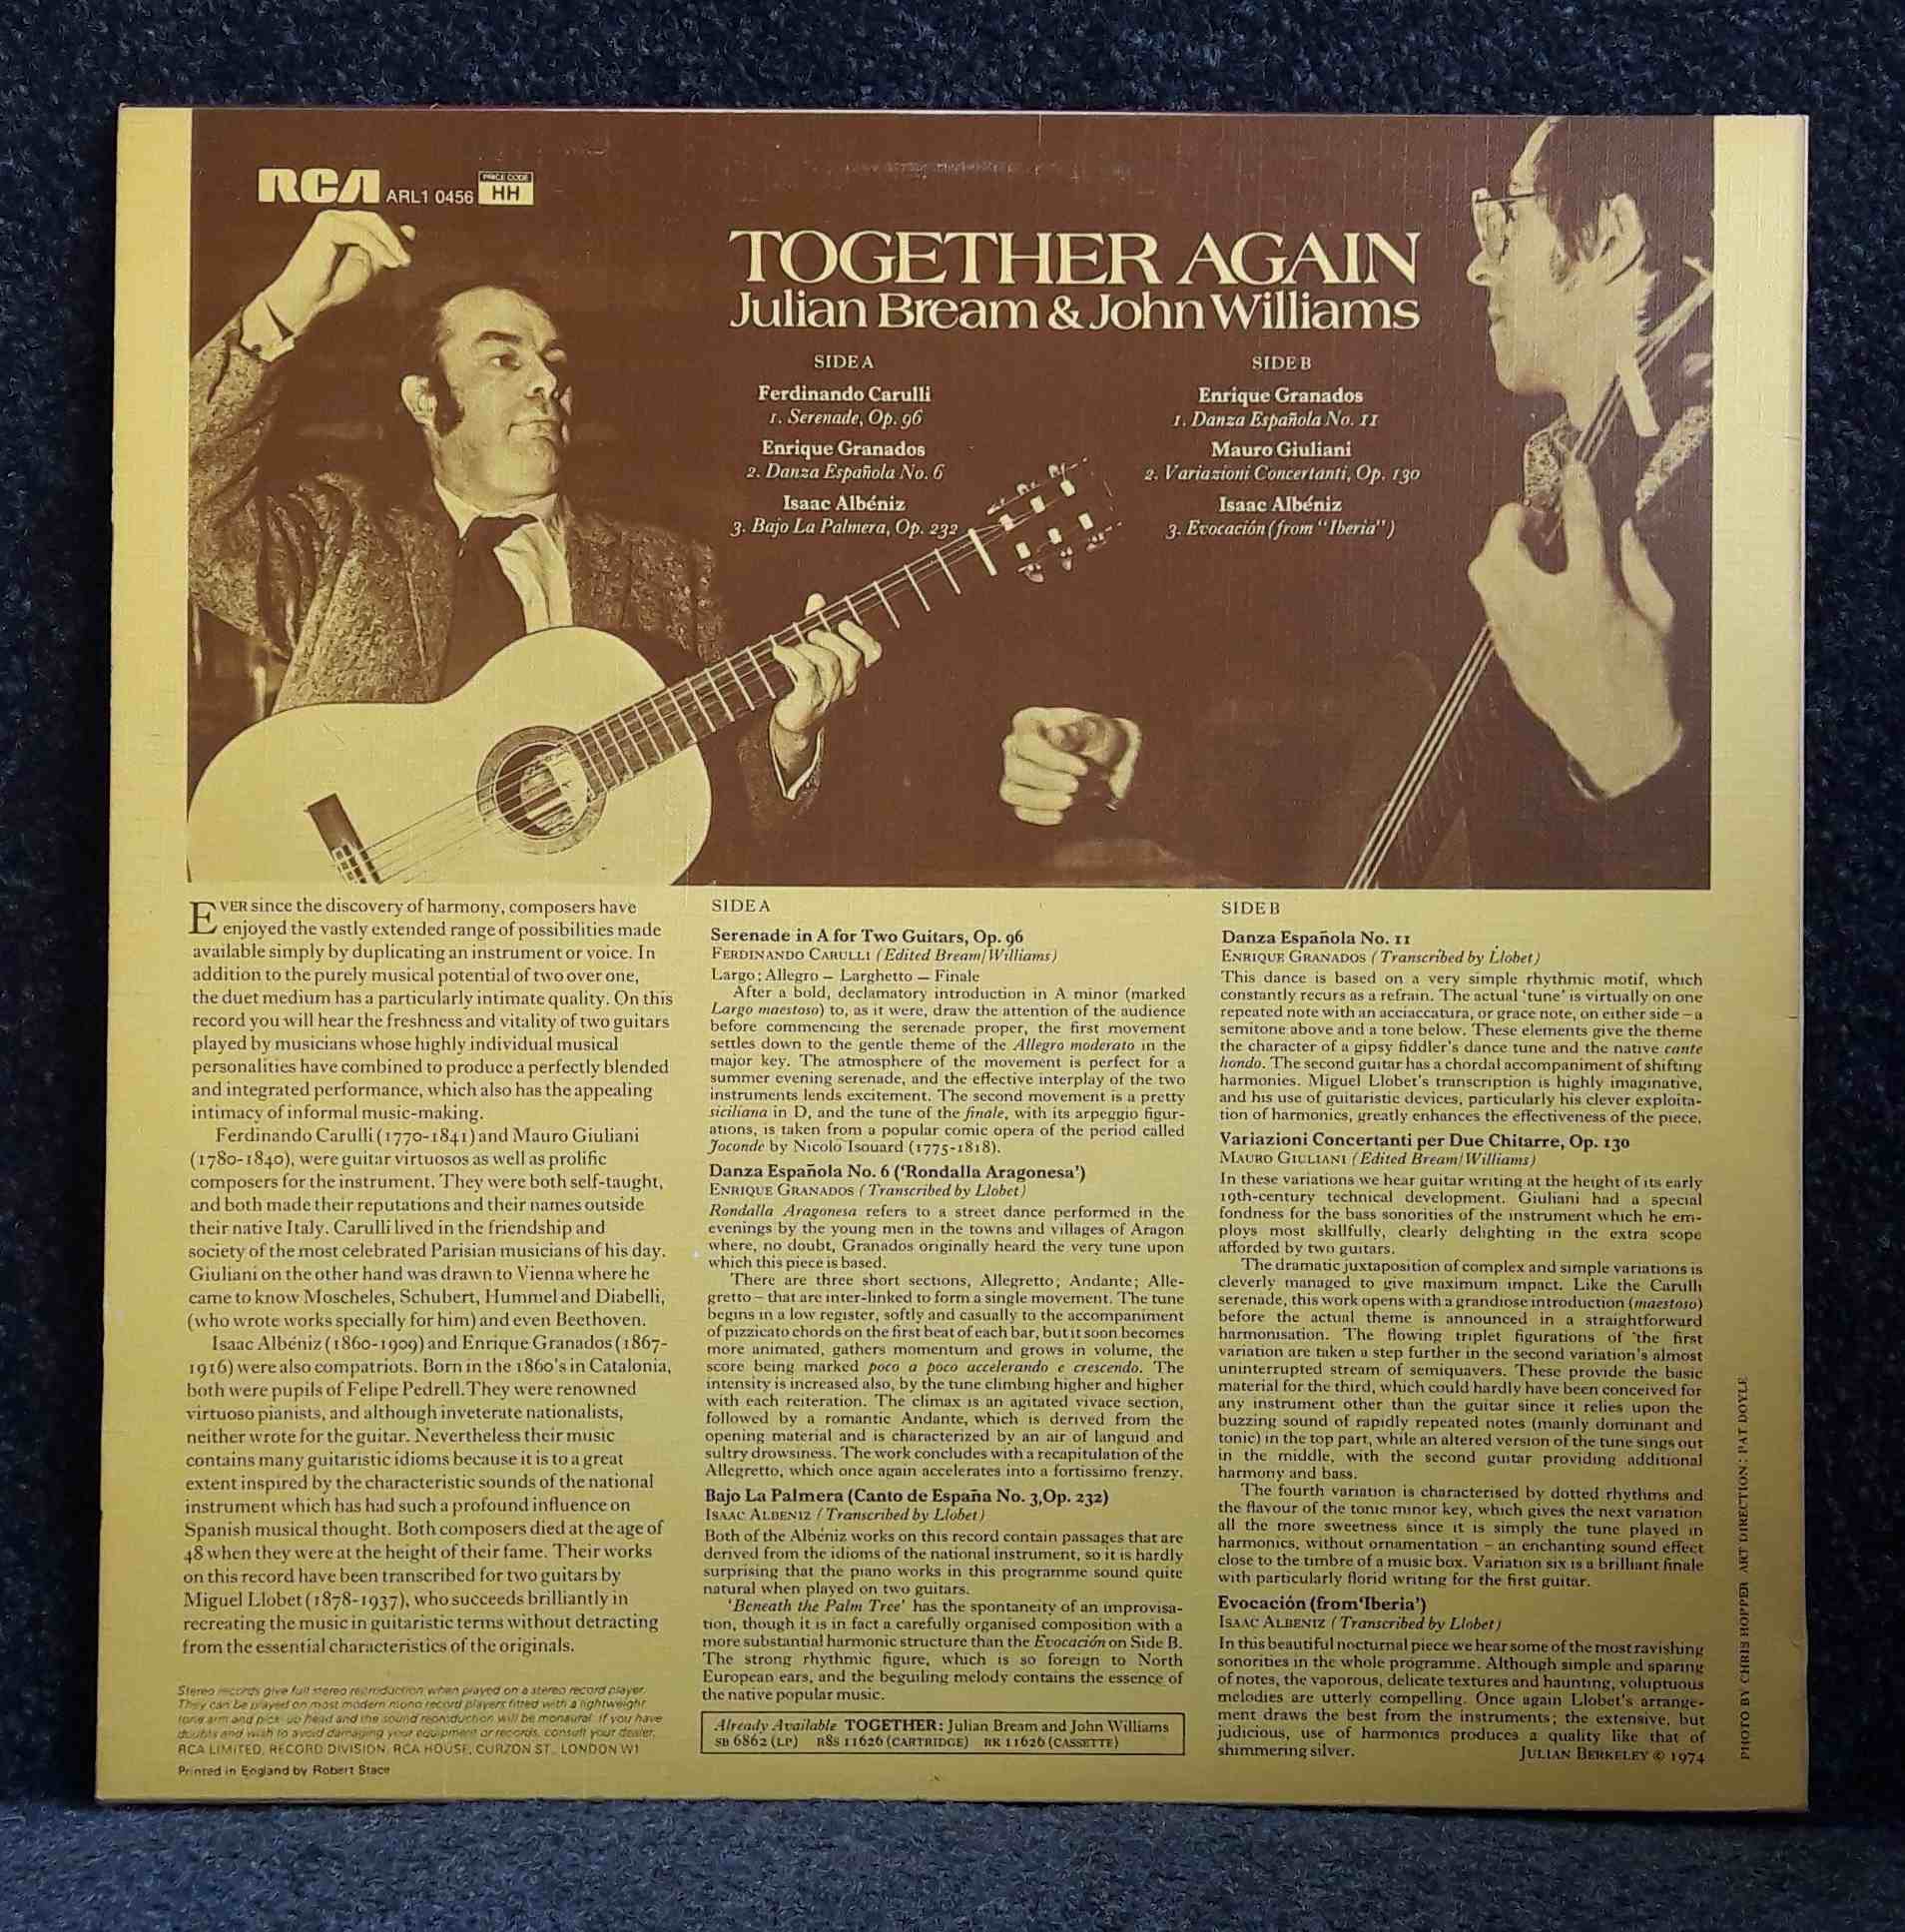 RCA ARL1 0456 PRICE CODE HH
TOGETHER AGAIN
Julian Bream & John Williams
SIDE A
Ferdinando Carulli
1. Serenade, Op. 96
Enrique Granados
2. Danza Española No. 6
Isaac Albéniz
3. Bajo La Palmera, Op. 232
SIDE B
Enrique Granados
1. Danza Española No. 11
Mauro Giuliani
2. Variazioni Concertanti, Op. 130
Isaac Albéniz
3. Evocación (from "Iberia")
EVER since the discovery of harmony, composers have
enjoyed the vastly extended range of possibilities made
available simply by duplicating an instrument or voice. In
addition to the purely musical potential of two over one,
the duet medium has a particularly intimate quality. On this
record you will hear the freshness and vitality of two guitars
played by musicians whose highly individual musical
personalities have combined to produce a perfectly blended
and integrated performance, which also has the appealing
intimacy of informal music-making.
Ferdinando Carulli (1770-1841) and Mauro Giuliani
(1780-1840), were guitar virtuosos as well as prolific
composers for the instrument. They were both self-taught,
and both made their reputations and their names outside
their native Italy. Carulli lived in the friendship and
society of the most celebrated Parisian musicians of his day.
Giuliani on the other hand was drawn to Vienna where he
came to know Moscheles, Schubert, Hummel and Diabelli,
(who wrote works specially for him) and even Beethoven.
Isaac Albéniz (1860-1909) and Enrique Granados (1867-
1916) were also compatriots. Born in the 1860's in Catalonia,
both were pupils of Felipe Pedrell. They were renowned
virtuoso pianists, and although inveterate nationalists,
neither wrote for the guitar. Nevertheless their music
contains many guitaristic idioms because it is to a great
extent inspired by the characteristic sounds of the national
instrument which has had such a profound influence on
Spanish musical thought. Both composers died at the age of
48 when they were at the height of their fame. Their works
on this record have been transcribed for two guitars by
Miguel Llobet (1878-1937), who succeeds brilliantly in
recreating the music in guitaristic terms without detracting
from the essential characteristics of the originals.
Stereo records give full stereo reproduction when played on a stereo record player.
They can be played on most modern mono record players fitted with a lightweight
tone arm and pick-up head and the sound reproduction will be monaural. If you have
doubts and wish to avoid damaging your equipment or records, consult your dealer.
RCA LIMITED, RECORD DIVISION, RCA HOUSE, CURZON ST., LONDON W1
Printed in England by Robert Stace
SIDE A
Serenade in A for Two Guitars, Op. 96
FERDINANDO CARULLI (Edited Bream/Williams)
Largo; Allegro – Larghetto – Finale
After a bold, declamatory introduction in A minor (marked
Largo maestoso) to, as it were, draw the attention of the audience
before commencing the serenade proper, the first movement
settles down to the gentle theme of the Allegro moderato in the
major key. The atmosphere of the movement is perfect for a
summer evening serenade, and the effective interplay of the two
instruments lends excitement. The second movement is a pretty
siciliana in D, and the tune of the finale, with its arpeggio figur-
ations, is taken from a popular comic opera of the period called
Joconde by Nicolo Isouard (1775-1818).
Danza Española No. 6 ('Rondalla Aragonesa')
ENRIQUE GRANADOS (Transcribed by Llobet)
Rondalla Aragonesa refers to a street dance performed in the
evenings by the young men in the towns and villages of Aragon
where, no doubt, Granados originally heard the very tune upon
which this piece is based.
There are three short sections, Allegretto; Andante; Alle-
gretto – that are inter-linked to form a single movement. The tune
begins in a low register, softly and casually to the accompaniment
of pizzicato chords on the first beat of each bar, but it soon becomes
more animated, gathers momentum and grows in volume, the
score being marked poco a poco accelerando e crescendo. The
intensity is increased also, by the tune climbing higher and higher
with each reiteration. The climax is an agitated vivace section,
followed by a romantic Andante, which is derived from the
opening material and is characterized by an air of languid and
sultry drowsiness. The work concludes with a recapitulation of the
Allegretto, which once again accelerates into a fortissimo frenzy.
Bajo La Palmera (Canto de España No. 3, Op. 232)
ISAAC ALBENIZ (Transcribed by Llobet)
Both of the Albéniz works on this record contain passages that are
derived from the idioms of the national instrument, so it is hardly
surprising that the piano works in this programme sound quite
natural when played on two guitars.
'Beneath the Palm Tree' has the spontaneity of an improvisa-
tion, though it is in fact a carefully organised composition with a
more substantial harmonic structure than the Evocación on Side B.
The strong rhythmic figure, which is so foreign to North
European ears, and the beguiling melody contains the essence of
the native popular music.
Already Available TOGETHER: Julian Bream and John Williams
SB 6862 (LP) R8S 11626 (CARTRIDGE) RK 11626 (CASSETTE)
SIDE B
Danza Española No. 11
ENRIQUE GRANADOS (Transcribed by Llobet)
This dance is based on a very simple rhythmic motif, which
constantly recurs as a refrain. The actual 'tune' is virtually on one
repeated note with an acciaccatura, or grace note, on either side – a
semitone above and a tone below. These elements give the theme
the character of a gipsy fiddler's dance tune and the native cante
hondo. The second guitar has a chordal accompaniment of shifting
harmonies. Miguel Llobet's transcription is highly imaginative,
and his use of guitaristic devices, particularly his clever exploita-
tion of harmonics, greatly enhances the effectiveness of the piece.
Variazioni Concertanti per Due Chitarre, Op. 130
MAURO GIULIANI (Edited Bream/Williams)
In these variations we hear guitar writing at the height of its early
19th-century technical development. Giuliani had a special
fondness for the bass sonorities of the instrument which he em-
ploys most skillfully, clearly delighting in the extra scope
afforded by two guitars.
The dramatic juxtaposition of complex and simple variations is
cleverly managed to give maximum impact. Like the Carulli
serenade, this work opens with a grandiose introduction (maestoso)
before the actual theme is announced in a straightforward
harmonisation. The flowing triplet figurations of the first
variation are taken a step further in the second variation's almost
uninterrupted stream of semiquavers. These provide the basic
material for the third, which could hardly have been conceived for
any instrument other than the guitar since it relies upon the
buzzing sound of rapidly repeated notes (mainly dominant and
tonic) in the top part, while an altered version of the tune sings out
in the middle, with the second guitar providing additional
harmony and bass.
The fourth variation is characterised by dotted rhythms and
the flavour of the tonic minor key, which gives the next variation
all the more sweetness since it is simply the tune played in
harmonics, without ornamentation – an enchanting sound effect
close to the timbre of a music box. Variation six is a brilliant finale
with particularly florid writing for the first guitar.
Evocación (from 'Iberia')
ISAAC ALBENIZ (Transcribed by Llobet)
In this beautiful nocturnal piece we hear some of the most ravishing
sonorities in the whole programme. Although simple and sparing
of notes, the vaporous, delicate textures and haunting, voluptuous
melodies are utterly compelling. Once again Llobet's arrange-
ment draws the best from the instruments; the extensive, but
judicious, use of harmonics produces a quality like that of
shimmering silver. JULIAN BERKELEY © 1974
PHOTO BY CHRIS HOPPER ART DIRECTION: PAT DOYLE